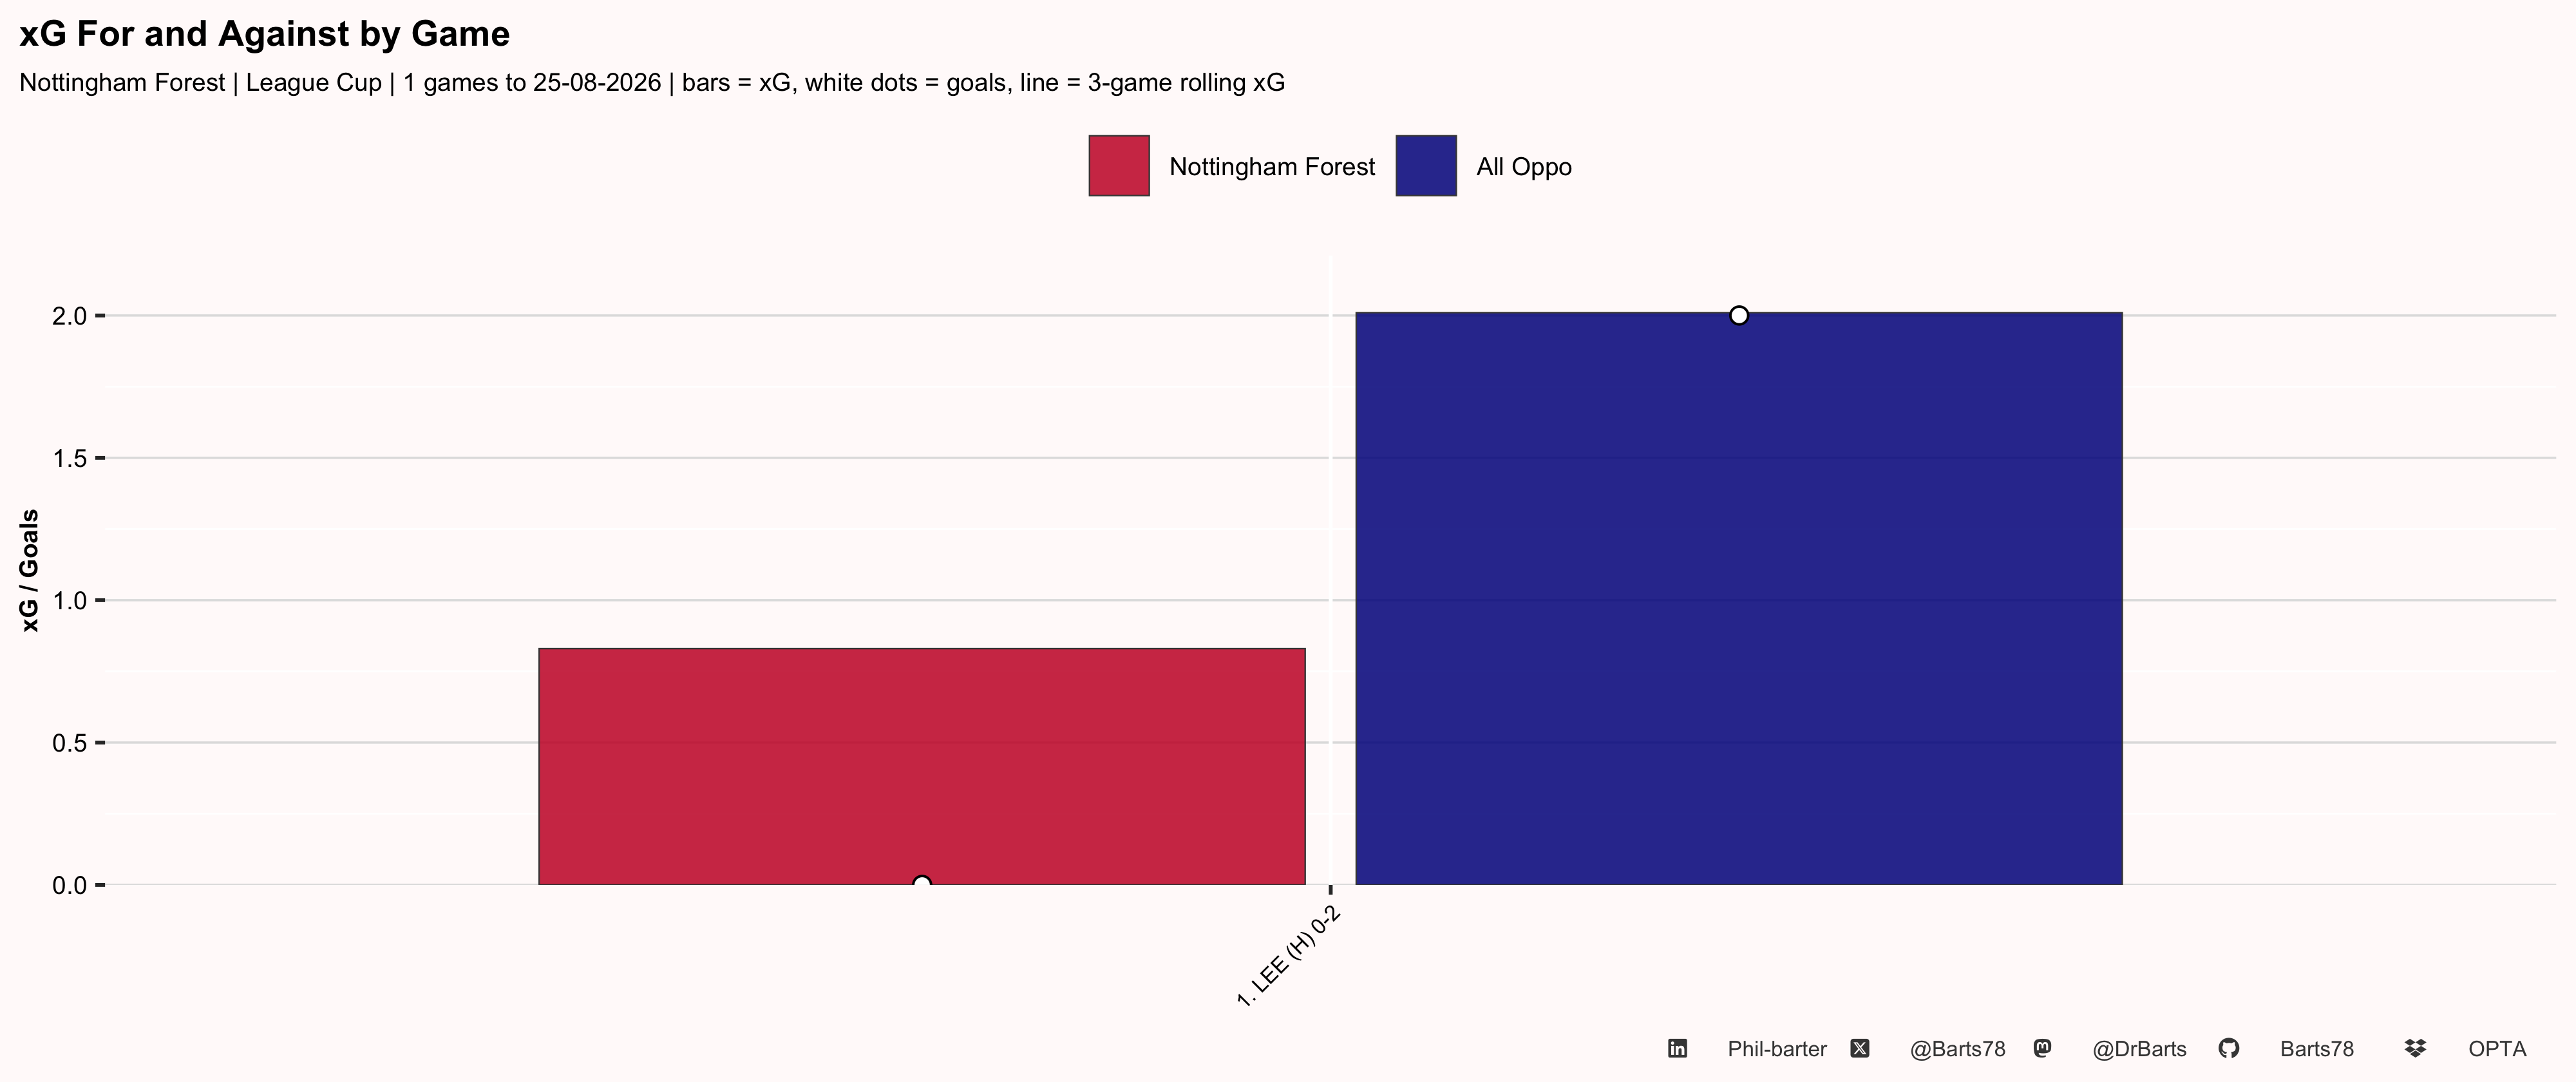 xG For and Against by Game
Nottingham Forest | League Cup | 1 games to 25-08-2026 | bars = xG, white dots = goals, line = 3-game rolling xG
Nottingham Forest All Oppo
xG / Goals
2.0
1.5
1.0
0.5
0.0
1. LEE (H) 0-2
Phil-barter @Barts78 @DrBarts Barts78 OPTA